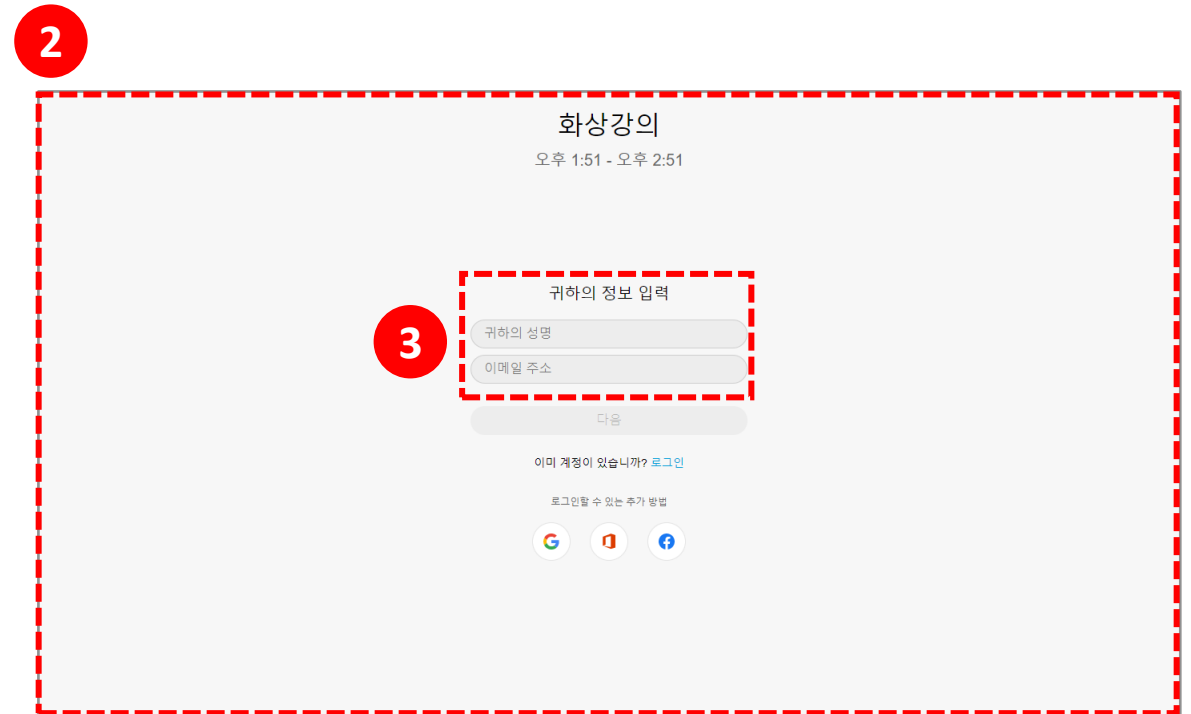 2
화상강의
오후 1:51 - 오후 2:51
귀하의 정보 입력
3
귀하의 성명
이메일 주소
다음
이미 계정이 있습니까? 로그인
로그인할 수 있는 추가 방법